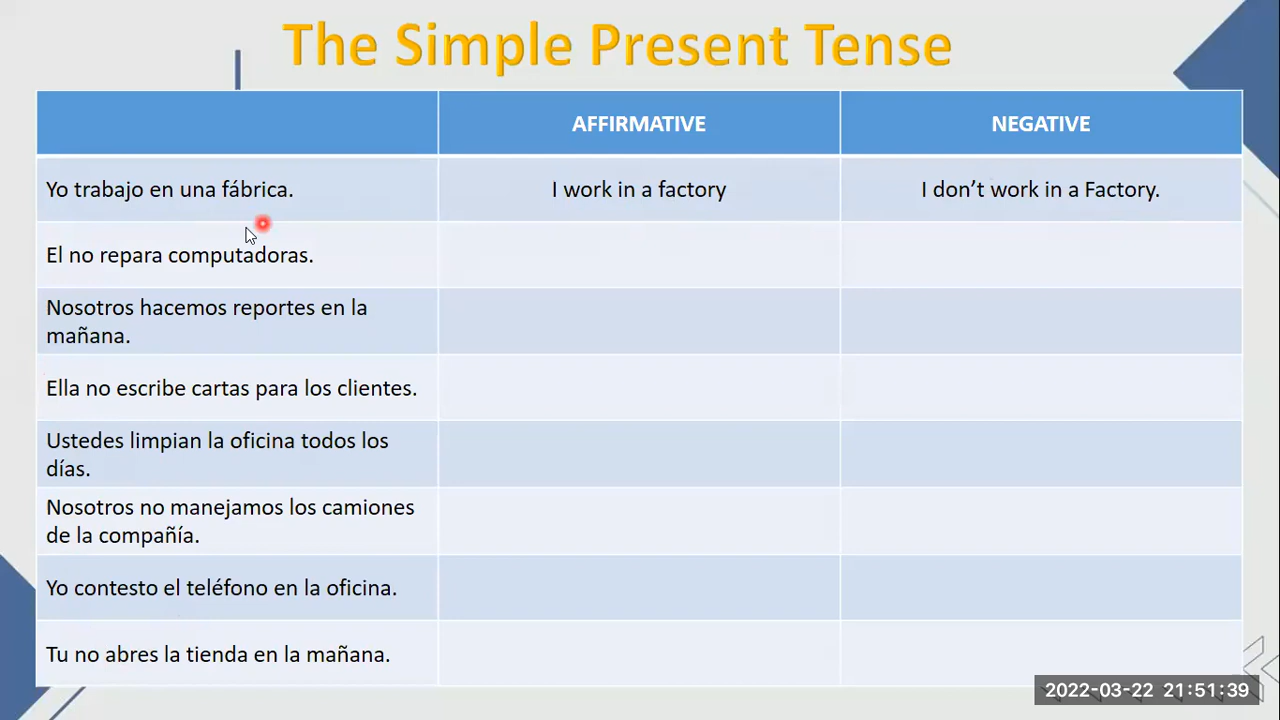 The Simple Present Tense
AFFIRMATIVE
NEGATIVE
Yo trabajo en una fábrica.
I work in a factory
I don’t work in a Factory.
El no repara computadoras.
Nosotros hacemos reportes en la
mañana.
Ella no escribe cartas para los clientes.
Ustedes limpian la oficina todos los
días.
Nosotros no manejamos los camiones
de la compañía.
Yo contesto el teléfono en la oficina.
Tu no abres la tienda en la mañana.
2022-03-22 21:51:39